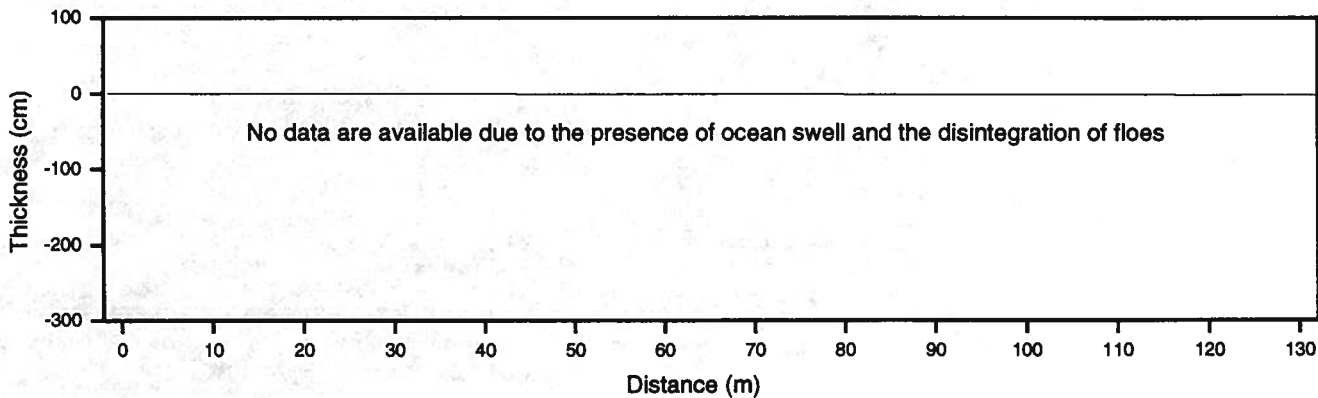 100
0
-100
-200
-300
Thickness (cm)
No data are available due to the presence of ocean swell and the disintegration of floes
0 10 20 30 40 50 60 70 80 90 100 110 120 130
Distance (m)